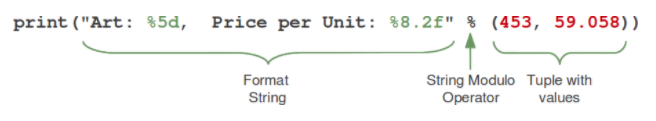 print("Art: %5d,  Price per Unit: %8.2f" % (453, 59.058))
Format String Modulo Tuple with
String Operator values